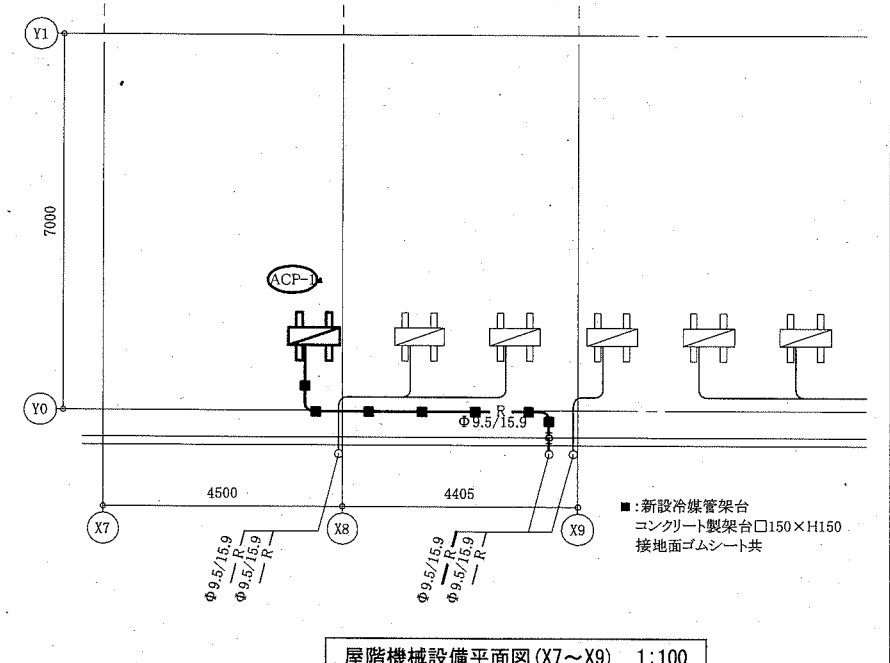 Y1
7000
ACP-1
Y0
R
Φ9.5/15.9
4500
4405
X7
X8
X9
Φ9.5/15.9
R
Φ9.5/15.9
R
Φ9.5/15.9
R
Φ9.5/15.9
R
■:新設冷媒管架台
コンクリート製架台□150×H150
接地面ゴムシート共
屋階機械設備平面図(X7~X9) 1:100